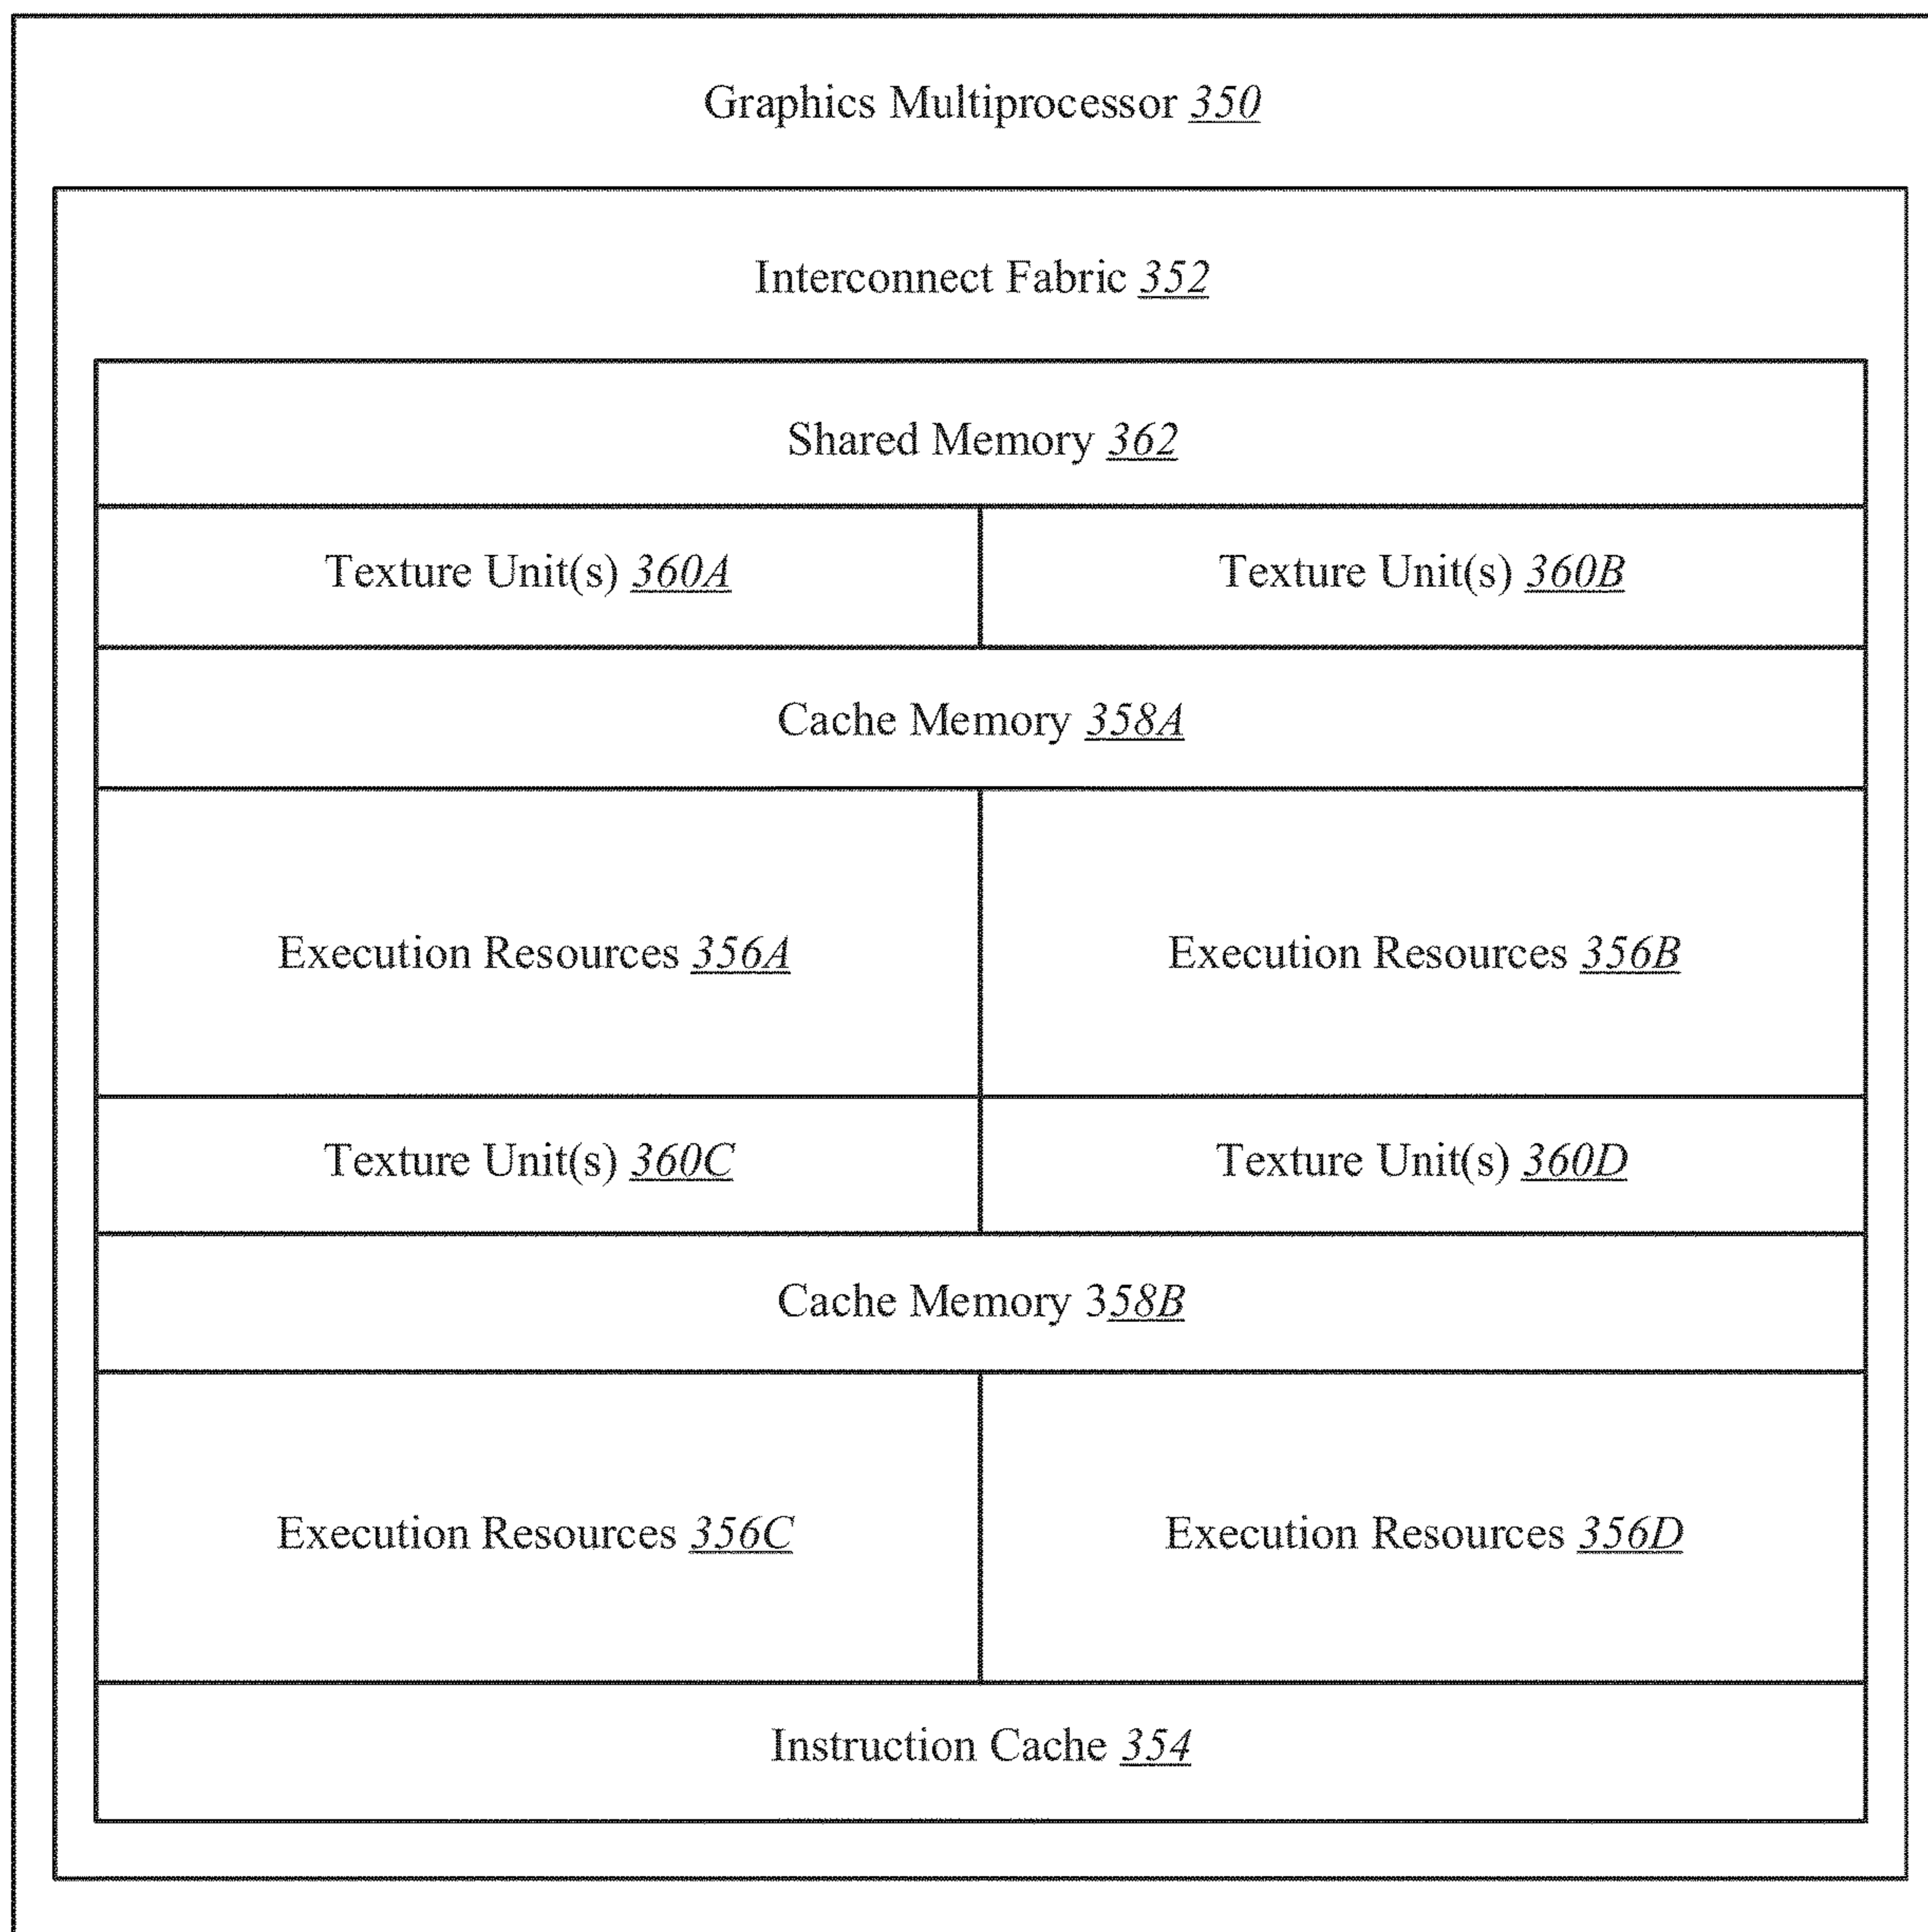 Graphics Multiprocessor 350
Interconnect Fabric 352
Shared Memory 362
Texture Unit(s) 360A
Texture Unit(s) 360B
Cache Memory 358A
Execution Resources 356A
Execution Resources 356B
Texture Unit(s) 360C
Texture Unit(s) 360D
Cache Memory 358B
Execution Resources 356C
Execution Resources 356D
Instruction Cache 354